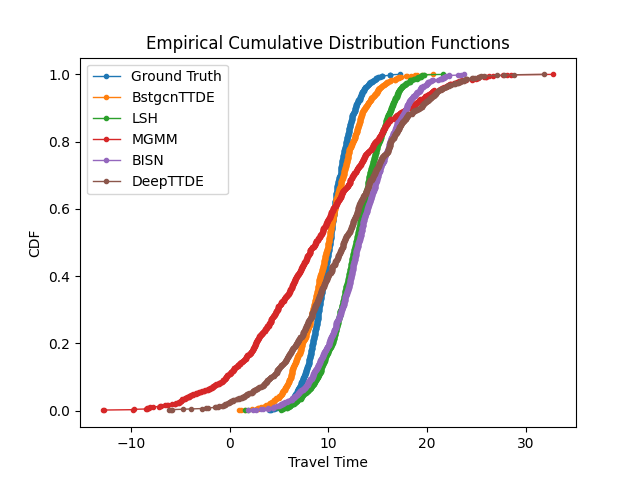 Empirical Cumulative Distribution Functions
1.0
0.8
0.6
0.4
0.2
0.0
CDF
Ground Truth
BstgcnTTDE
LSH
MGMM
BISN
DeepTTDE
−10
0
10
20
30
Travel Time